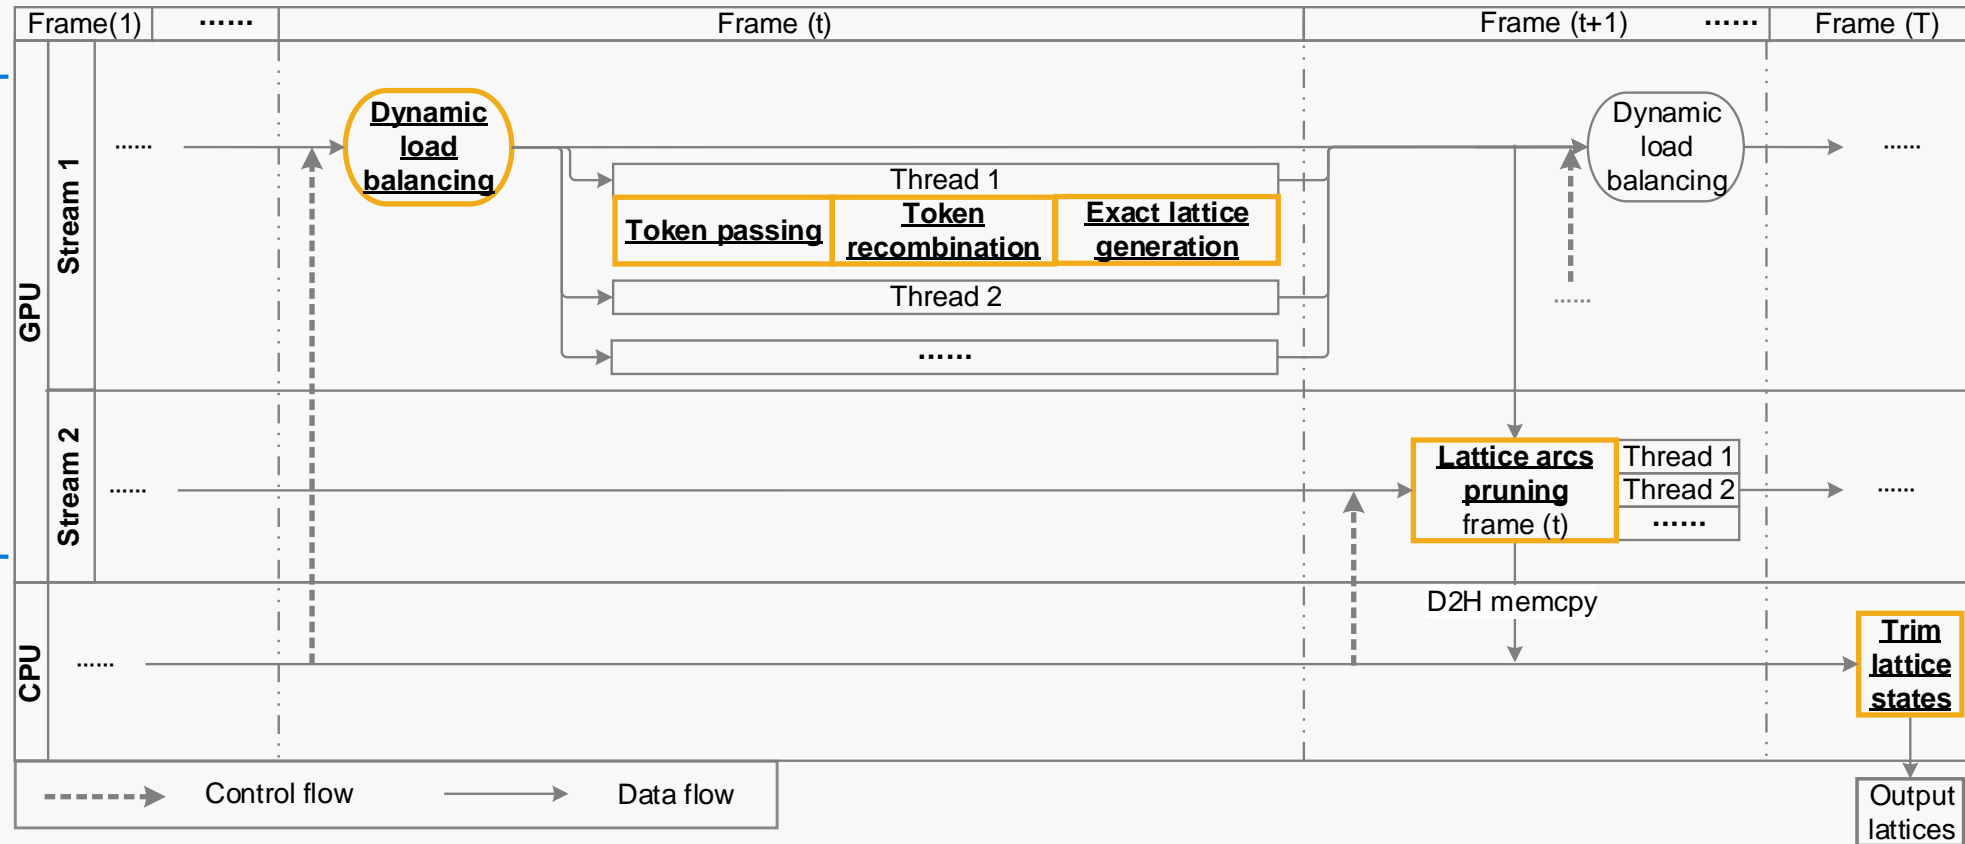 Frame(1)
······
Frame (t)
Frame (t+1)
······
Frame (T)
GPU
Stream 1
······
Dynamic
load
balancing
Thread 1
Token passing
Token
recombination
Exact lattice
generation
Thread 2
······
Dynamic
load
balancing
······
······
Stream 2
······
Lattice arcs
pruning
frame (t)
Thread 1
Thread 2
······
······
CPU
······
D2H memcpy
Trim
lattice
states
Control flow
Data flow
Output
lattices